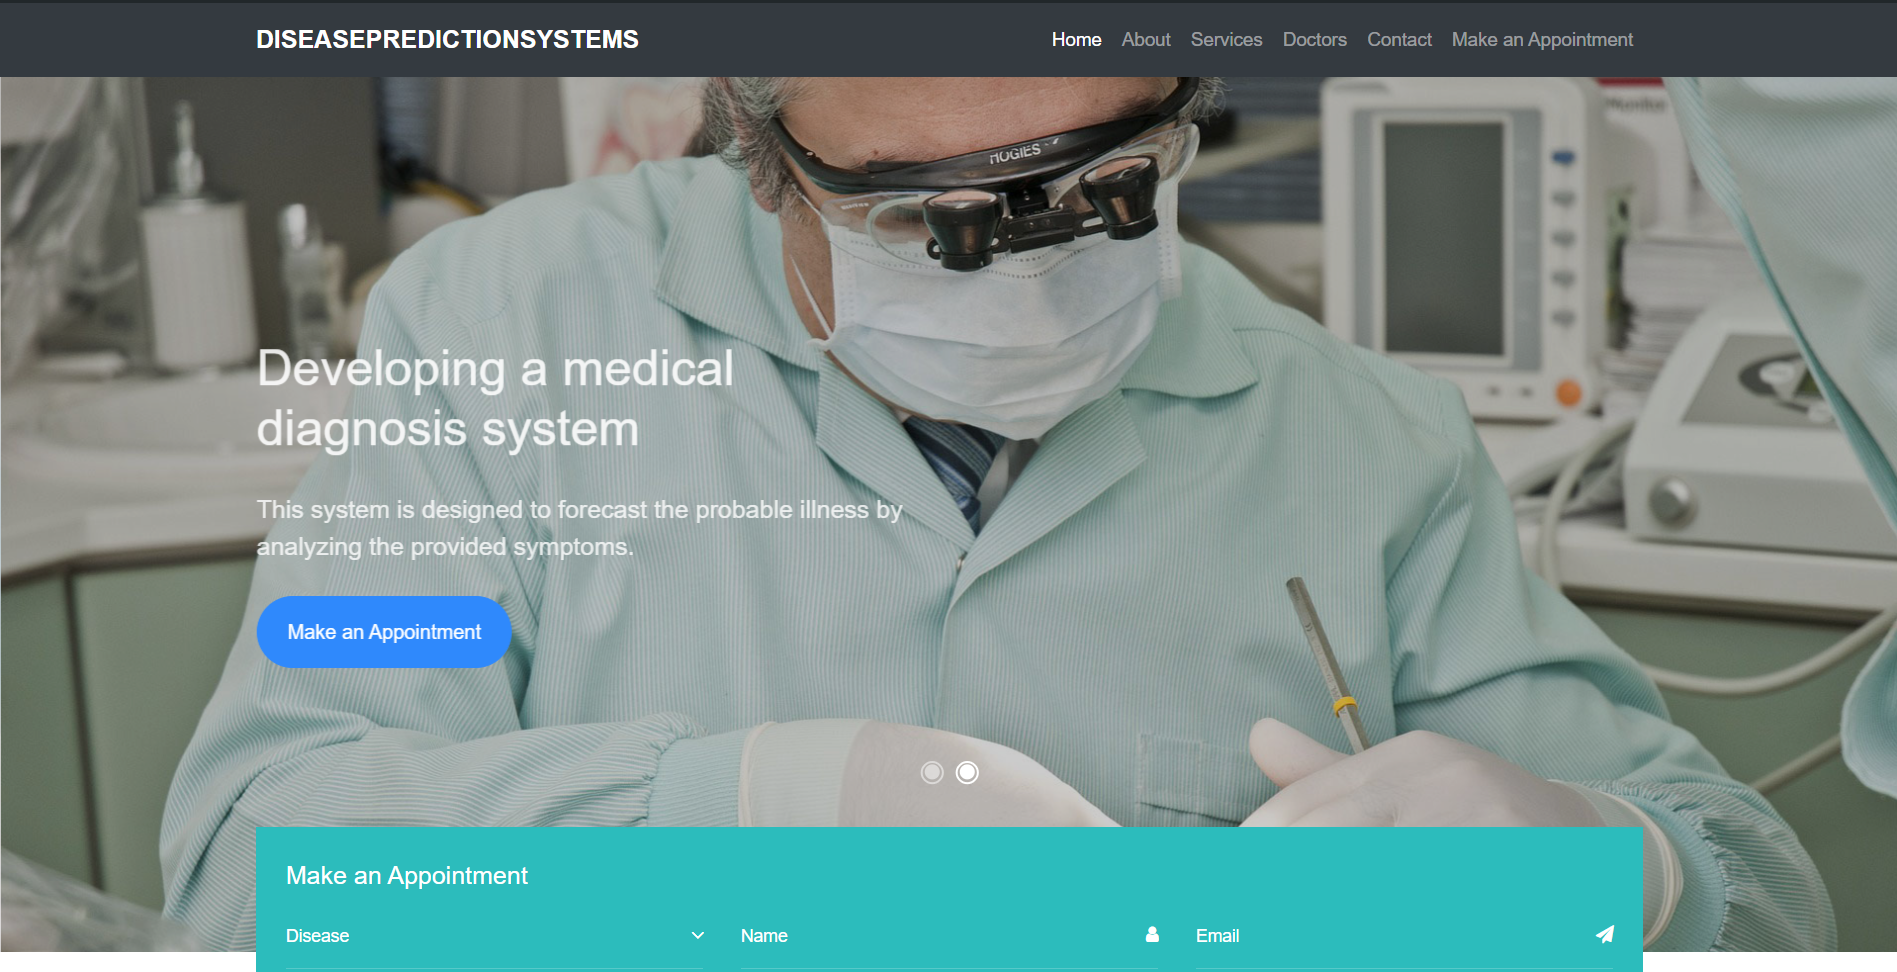 DISEASEPREDICTIONSYSTEMS
Home About Services Doctors Contact Make an Appointment
Monitor
HOGIES
Developing a medical
diagnosis system
This system is designed to forecast the probable illness by
analyzing the provided symptoms.
Make an Appointment
Make an Appointment
Disease Name Email